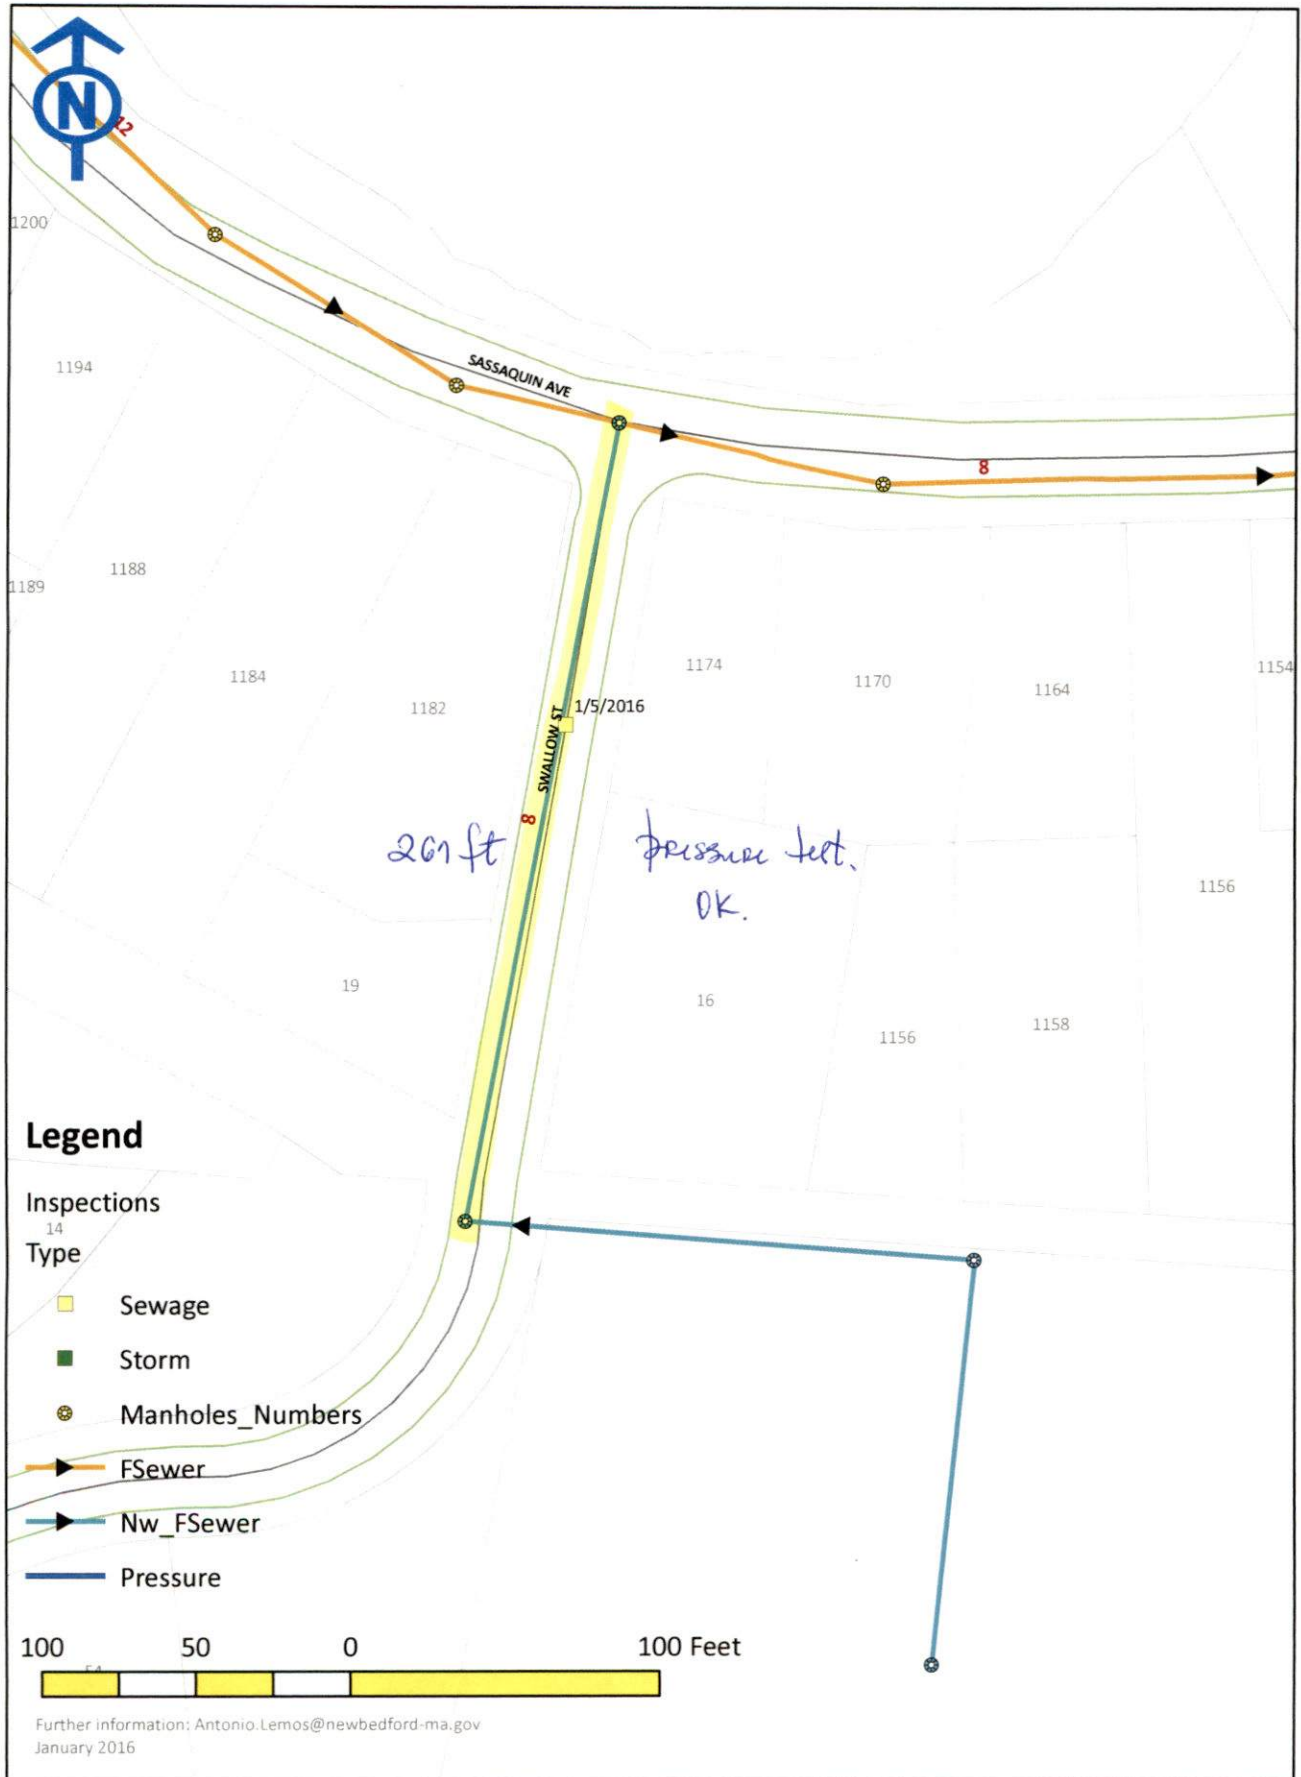 N
12
1200
1194
SASSAQUIN AVE
8
1188
1189
1184
1182
1174
1170
1164
1154
1/5/2016
SWALLOW ST
8
261 ft
pressure test.
OK.
1156
19
16
1156
1158
Legend
Inspections
14
Type
Sewage
Storm
Manholes_Numbers
FSewer
Nw_FSewer
Pressure
100 50 0 100 Feet
54
Further information: Antonio.Lemos@newbedford-ma.gov
January 2016